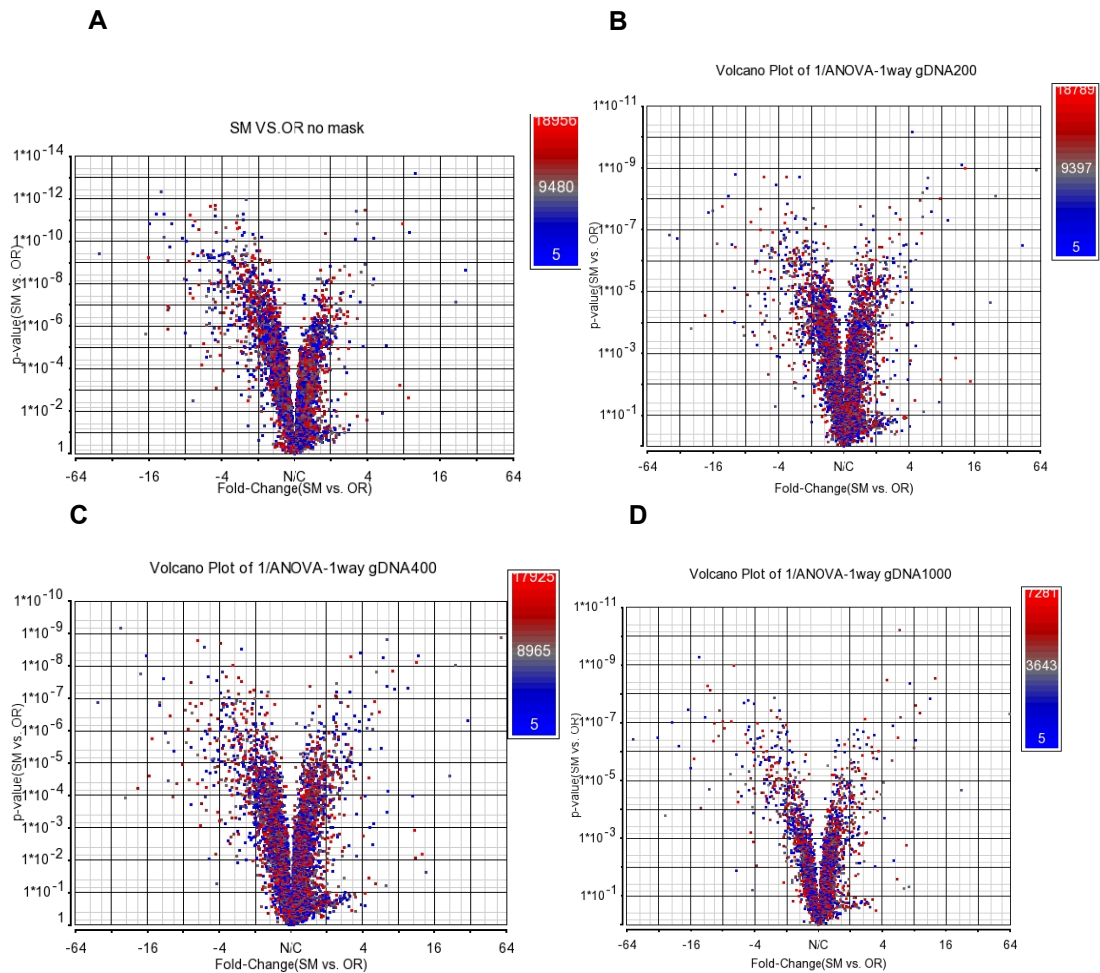 A
SM VS.OR no mask
18956
9480
5
p-value(SM vs. OR)
1*10 -14
1*10 -12
1*10 -10
1*10 -8
1*10 -6
1*10 -4
1*10 -2
1
-64 -16 -4 N/C 4 16 64
Fold-Change(SM vs. OR)
B
Volcano Plot of 1/ANOVA-1way gDNA200
18789
9397
5
p-value(SM vs. OR)
1*10 -11
1*10 -9
1*10 -7
1*10 -5
1*10 -3
1*10 -1
-64 -16 -4 N/C 4 16 64
Fold-Change(SM vs. OR)
C
Volcano Plot of 1/ANOVA-1way gDNA400
17925
8965
5
p-value(SM vs. OR)
1*10 -10
1*10 -9
1*10 -8
1*10 -7
1*10 -6
1*10 -5
1*10 -4
1*10 -3
1*10 -2
1*10 -1
1
-64 -16 -4 N/C 4 16 64
Fold-Change(SM vs. OR)
D
Volcano Plot of 1/ANOVA-1way gDNA1000
7281
3643
5
p-value(SM vs. OR)
1*10 -11
1*10 -9
1*10 -7
1*10 -5
1*10 -3
1*10 -1
-64 -16 -4 N/C 4 16 64
Fold-Change(SM vs. OR)